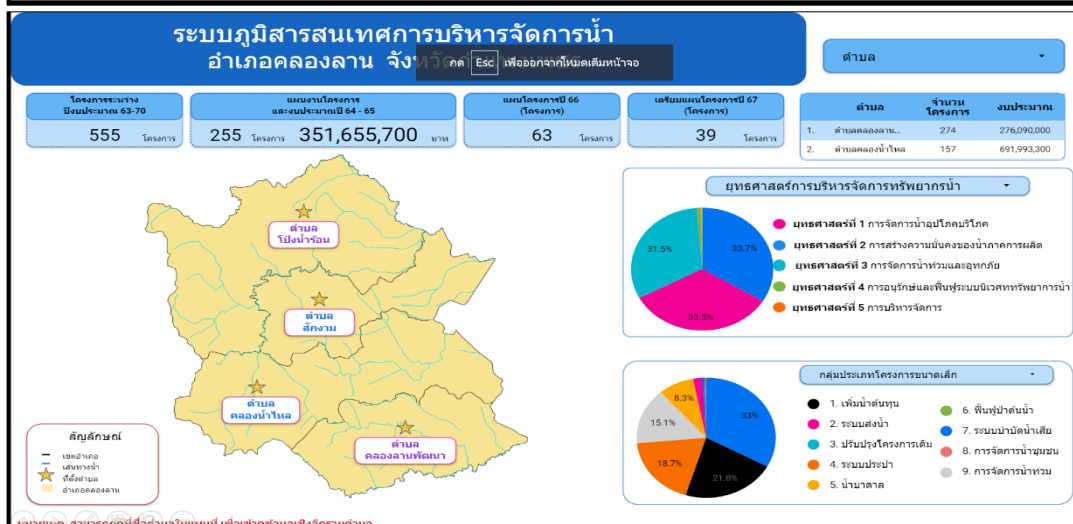 ระบบภูมิสารสนเทศการบริหารจัดการน้ำ
อำเภอคลองลาน
กด Esc เพื่อออกจากโหมดเต็มหน้าจอ
ตำบล
โครงการระหว่าง
ปีงบประมาณ 63-70
555 โครงการ
แผนงานโครงการ
และงบประมาณปี 64 - 65
255 โครงการ 351,655,700 บาท
แผนโครงการปี 66
(โครงการ)
63 โครงการ
เตรียมแผนโครงการปี 67
(โครงการ)
39 โครงการ
ตำบล จำนวนโครงการ งบประมาณ
1. ตำบลคลองลาน... 274 276,090,000
2. ตำบลคลองน้ำไหล 157 691,993,300
ตำบล
โป่งน้ำร้อน
ตำบล
สักงาม
ตำบล
คลองน้ำไหล
ตำบล
คลองลานพัฒนา
สัญลักษณ์
เขตอำเภอ
เส้นทางน้ำ
ที่ตั้งตำบล
อำเภอคลองลาน
ยุทธศาสตร์การบริหารจัดการทรัพยากรน้ำ
31.5%
33.7%
33.5%
ยุทธศาสตร์ที่ 1 การจัดการน้ำอุปโภคบริโภค
ยุทธศาสตร์ที่ 2 การสร้างความมั่นคงของน้ำภาคการผลิต
ยุทธศาสตร์ที่ 3 การจัดการน้ำท่วมและอุทกภัย
ยุทธศาสตร์ที่ 4 การอนุรักษ์และฟื้นฟูระบบนิเวศททรัพยาการน้ำ
ยุทธศาสตร์ที่ 5 การบริหารจัดการ
กลุ่มประเภทโครงการขนาดเล็ก
8.3%
33%
15.1%
18.7%
21.8%
1. เพิ่มน้ำต้นทุน
2. ระบบส่งน้ำ
3. ปรับปรุงโครงการเดิม
4. ระบบประปา
5. น้ำบาดาล
6. ฟื้นฟูป่าต้นน้ำ
7. ระบบบำบัดน้ำเสีย
8. การจัดการน้ำชุมชน
9. การจัดการน้ำท่วม